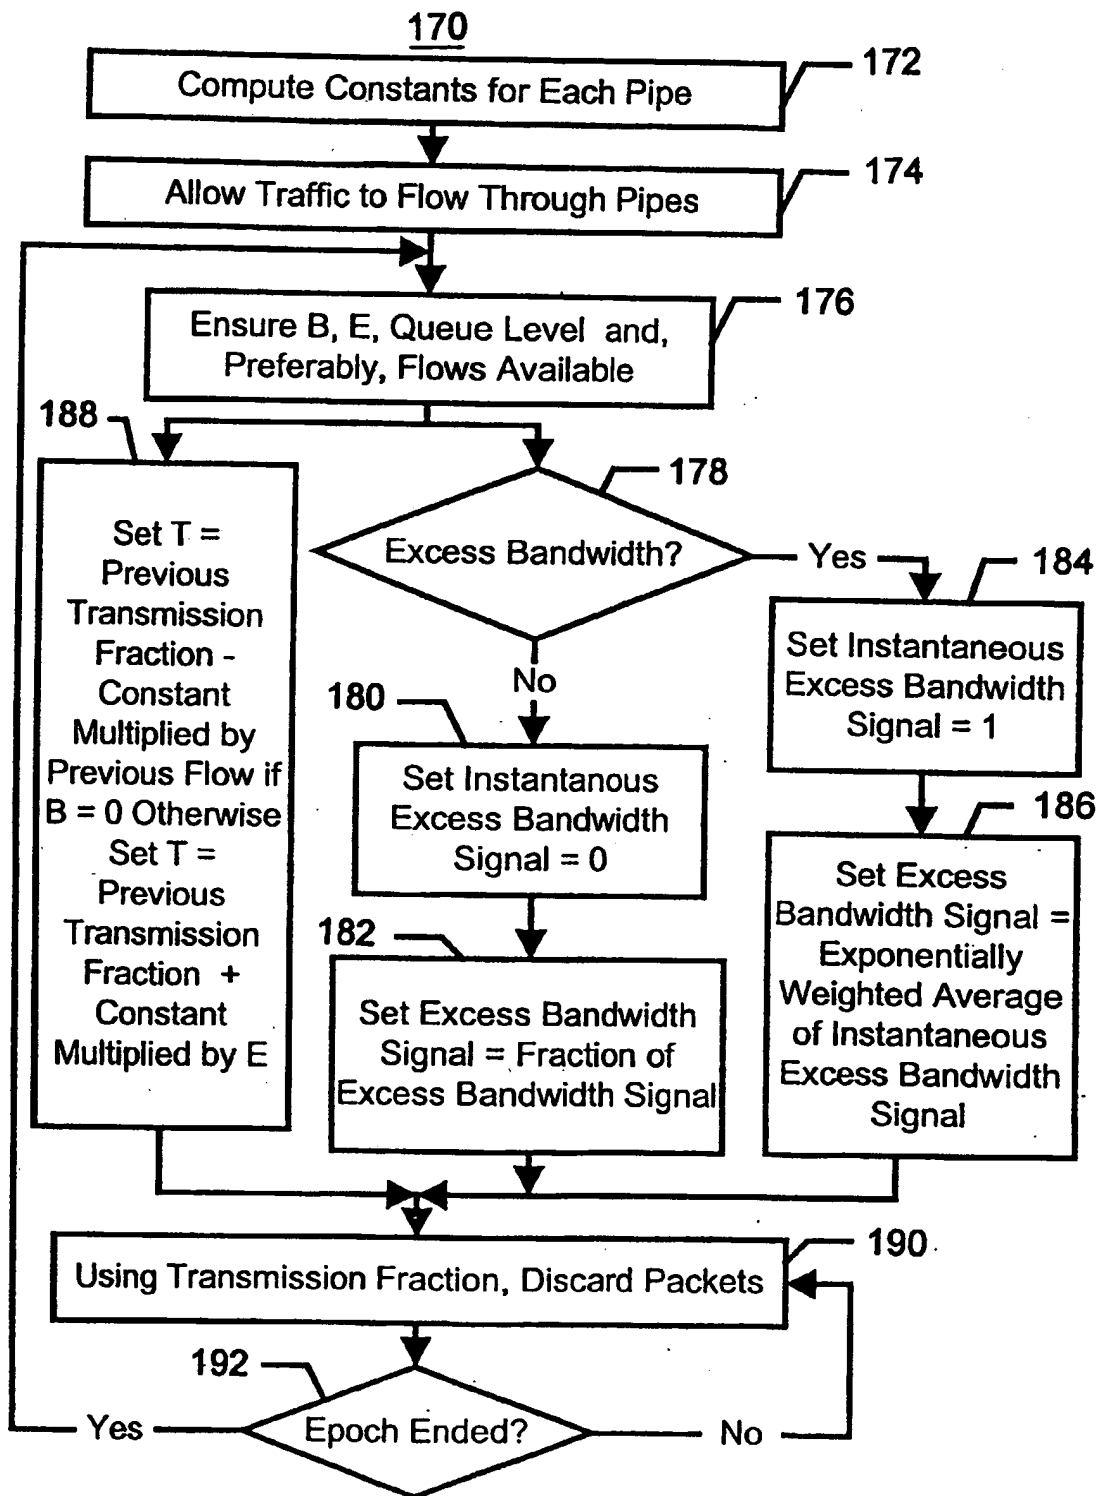 170
172
Compute Constants for Each Pipe
174
Allow Traffic to Flow Through Pipes
176
Ensure B, E, Queue Level and,
Preferably, Flows Available
188
Set T =
Previous
Transmission
Fraction -
Constant
Multiplied by
Previous Flow if
B = 0 Otherwise
Set T =
Previous
Transmission
Fraction +
Constant
Multiplied by E
178
Excess Bandwidth?
Yes
184
Set Instantaneous
Excess Bandwidth
Signal = 1
No
180
Set Instantanous
Excess Bandwidth
Signal = 0
186
Set Excess
Bandwidth Signal =
Exponentially
Weighted Average
of Instantaneous
Excess Bandwidth
Signal
182
Set Excess Bandwidth
Signal = Fraction of
Excess Bandwidth Signal
190
Using Transmission Fraction, Discard Packets
192
Epoch Ended?
Yes
No